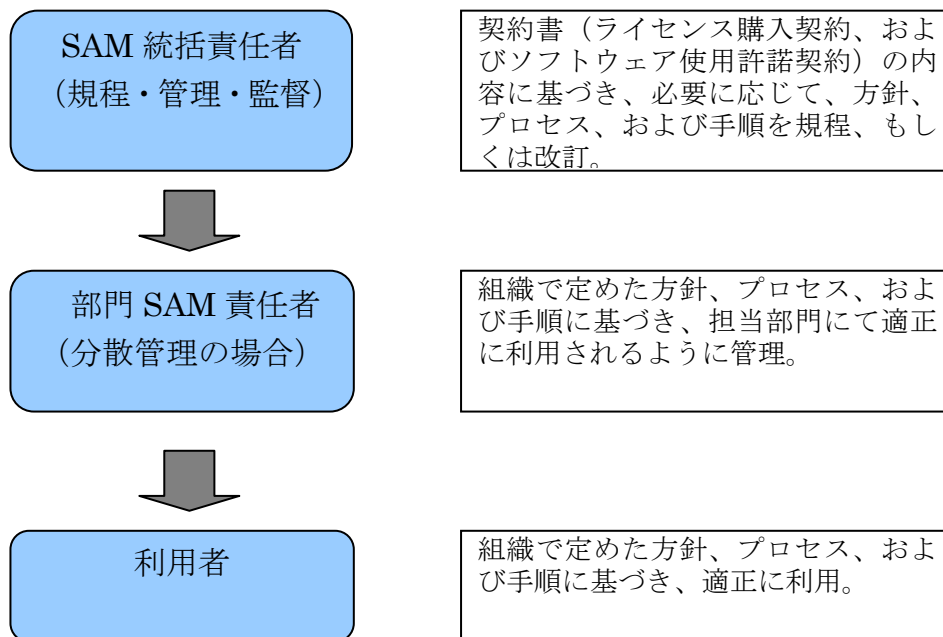 SAM 統括責任者
（規程・管理・監督）
契約書（ライセンス購入契約、およ
びソフトウェア使用許諾契約）の内
容に基づき、必要に応じて、方針、
プロセス、および手順を規程、もし
くは改訂。
部門 SAM 責任者
（分散管理の場合）
組織で定めた方針、プロセス、およ
び手順に基づき、担当部門にて適正
に利用されるように管理。
利用者
組織で定めた方針、プロセス、およ
び手順に基づき、適正に利用。